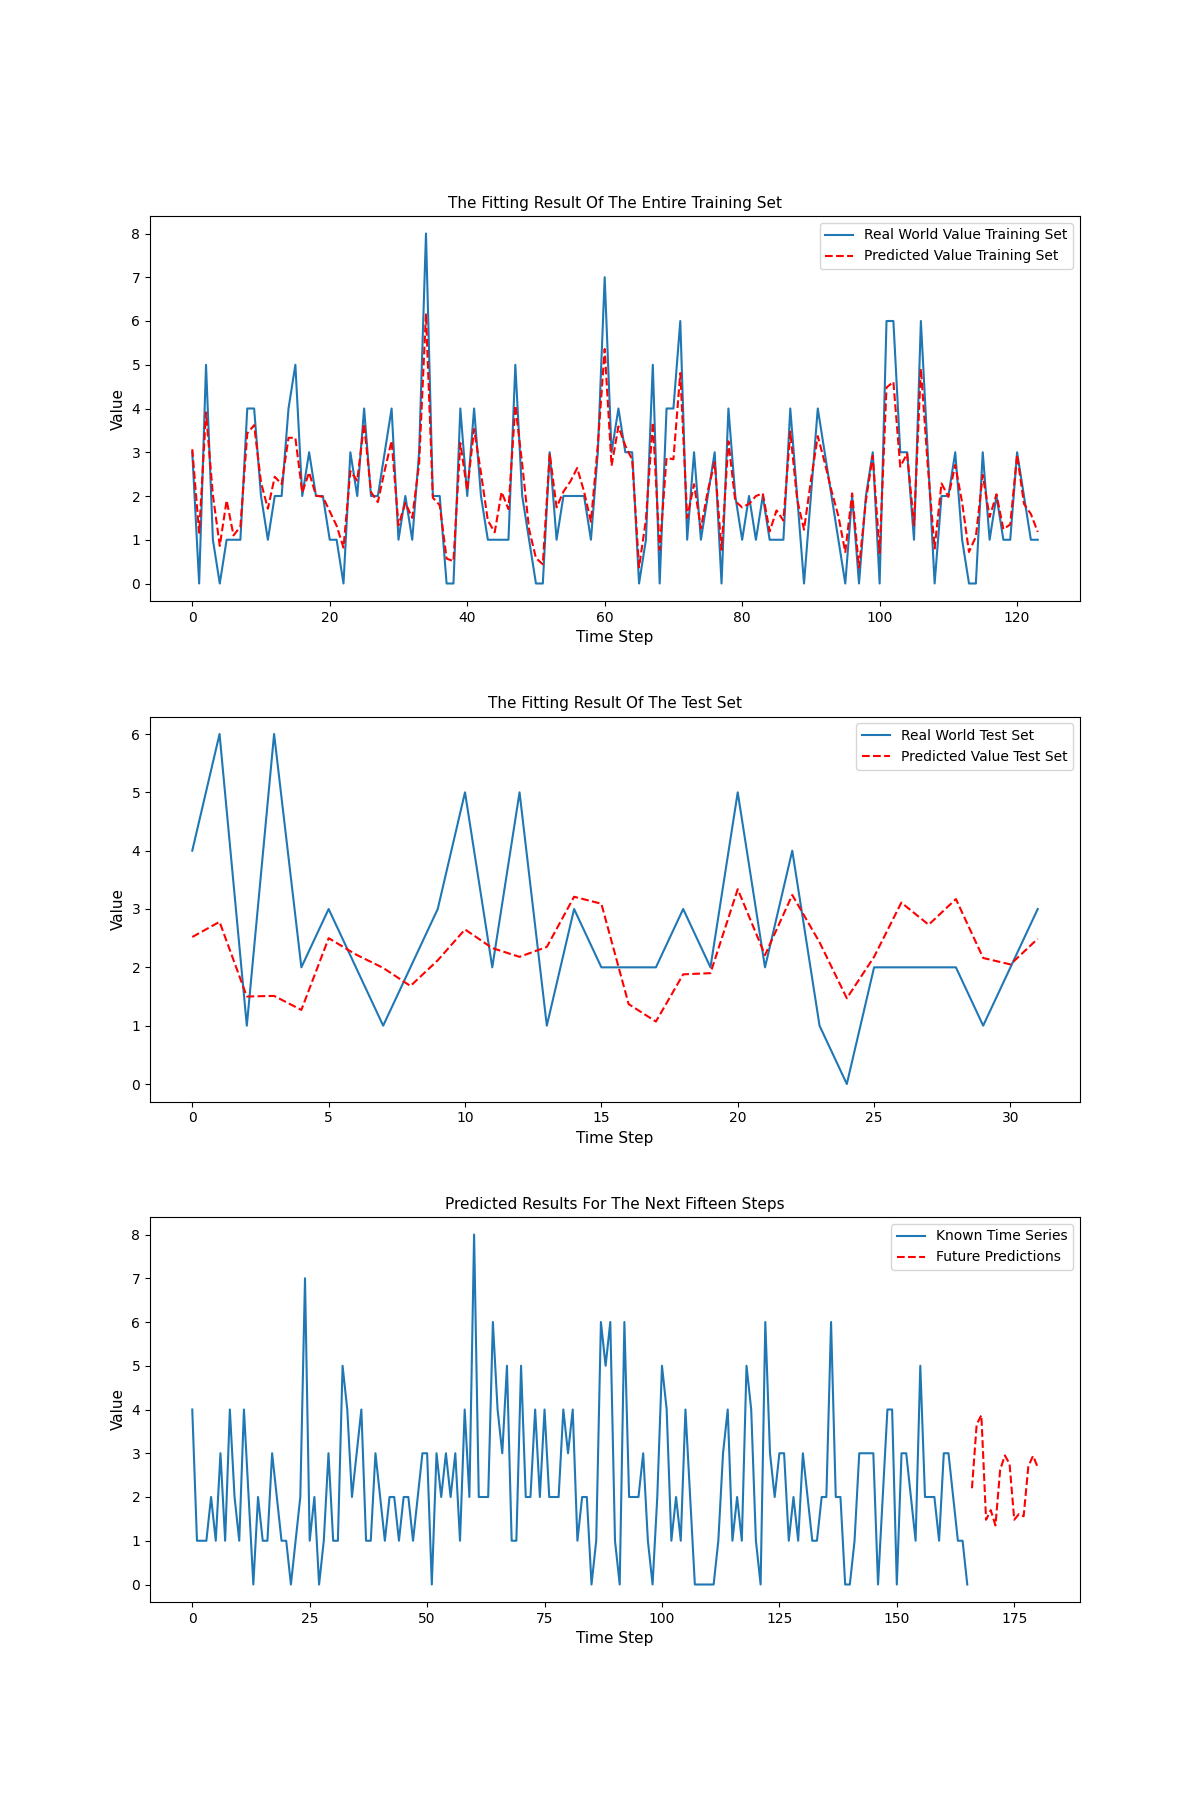 The Fitting Result Of The Entire Training Set
Real World Value Training Set
Predicted Value Training Set
Value
8
7
6
5
4
3
2
1
0
0 20 40 60 80 100 120
Time Step
The Fitting Result Of The Test Set
Real World Test Set
Predicted Value Test Set
Value
6
5
4
3
2
1
0
0 5 10 15 20 25 30
Time Step
Predicted Results For The Next Fifteen Steps
Known Time Series
Future Predictions
Value
8
7
6
5
4
3
2
1
0
0 25 50 75 100 125 150 175
Time Step